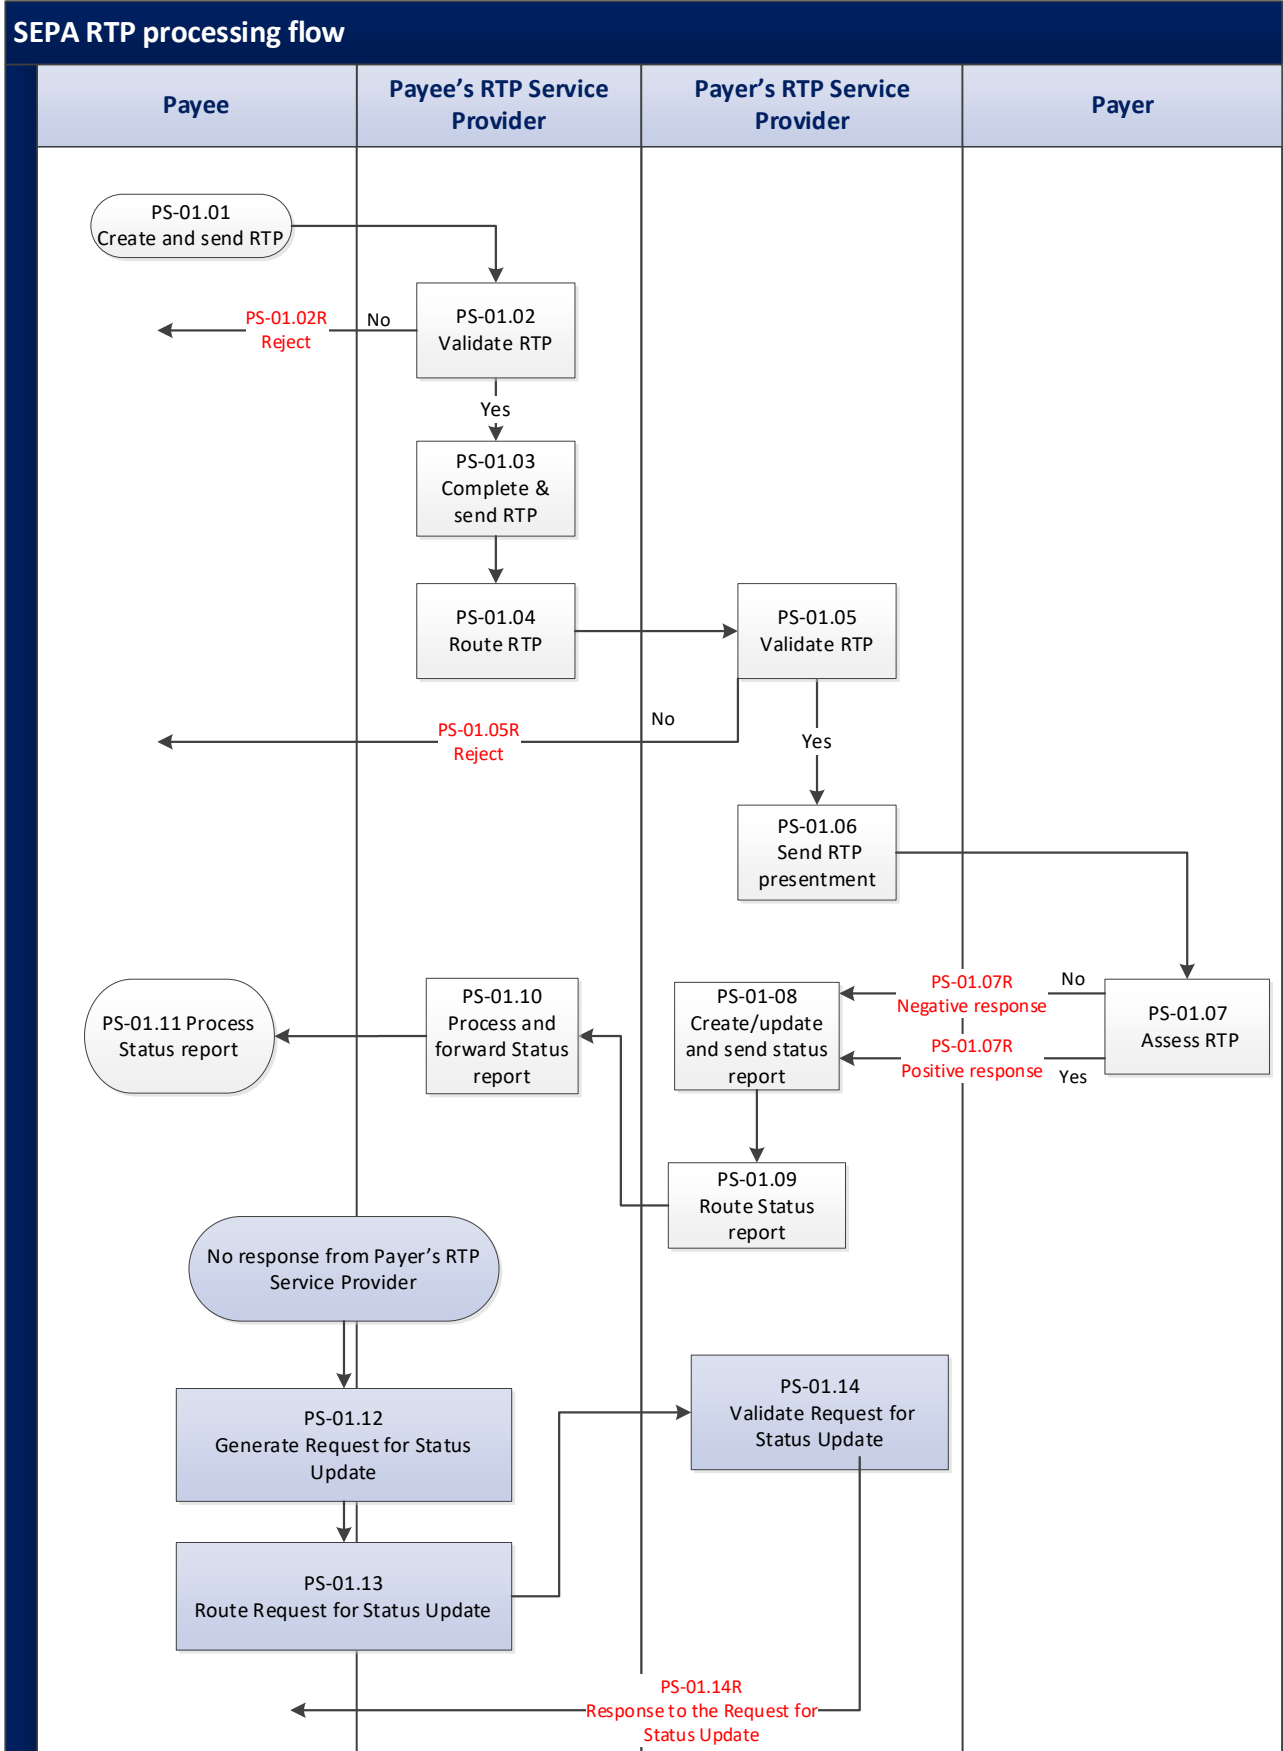 SEPA RTP processing flow
Payee
Payee's RTP Service
Provider
Payer's RTP Service
Provider
Payer
PS-01.01
Create and send RTP
PS-01.02R
Reject
No
PS-01.02
Validate RTP
Yes
PS-01.03
Complete &
send RTP
PS-01.04
Route RTP
PS-01.05
Validate RTP
PS-01.05R
Reject
No
Yes
PS-01.06
Send RTP
presentment
PS-01.07R
Negative response
No
PS-01.07
Assess RTP
PS-01.07R
Positive response
Yes
PS-01-08
Create/update
and send status
report
PS-01.10
Process and
forward Status
report
PS-01.11 Process
Status report
PS-01.09
Route Status
report
No response from Payer's RTP
Service Provider
PS-01.12
Generate Request for Status
Update
PS-01.14
Validate Request for
Status Update
PS-01.13
Route Request for Status Update
PS-01.14R
Response to the Request for
Status Update